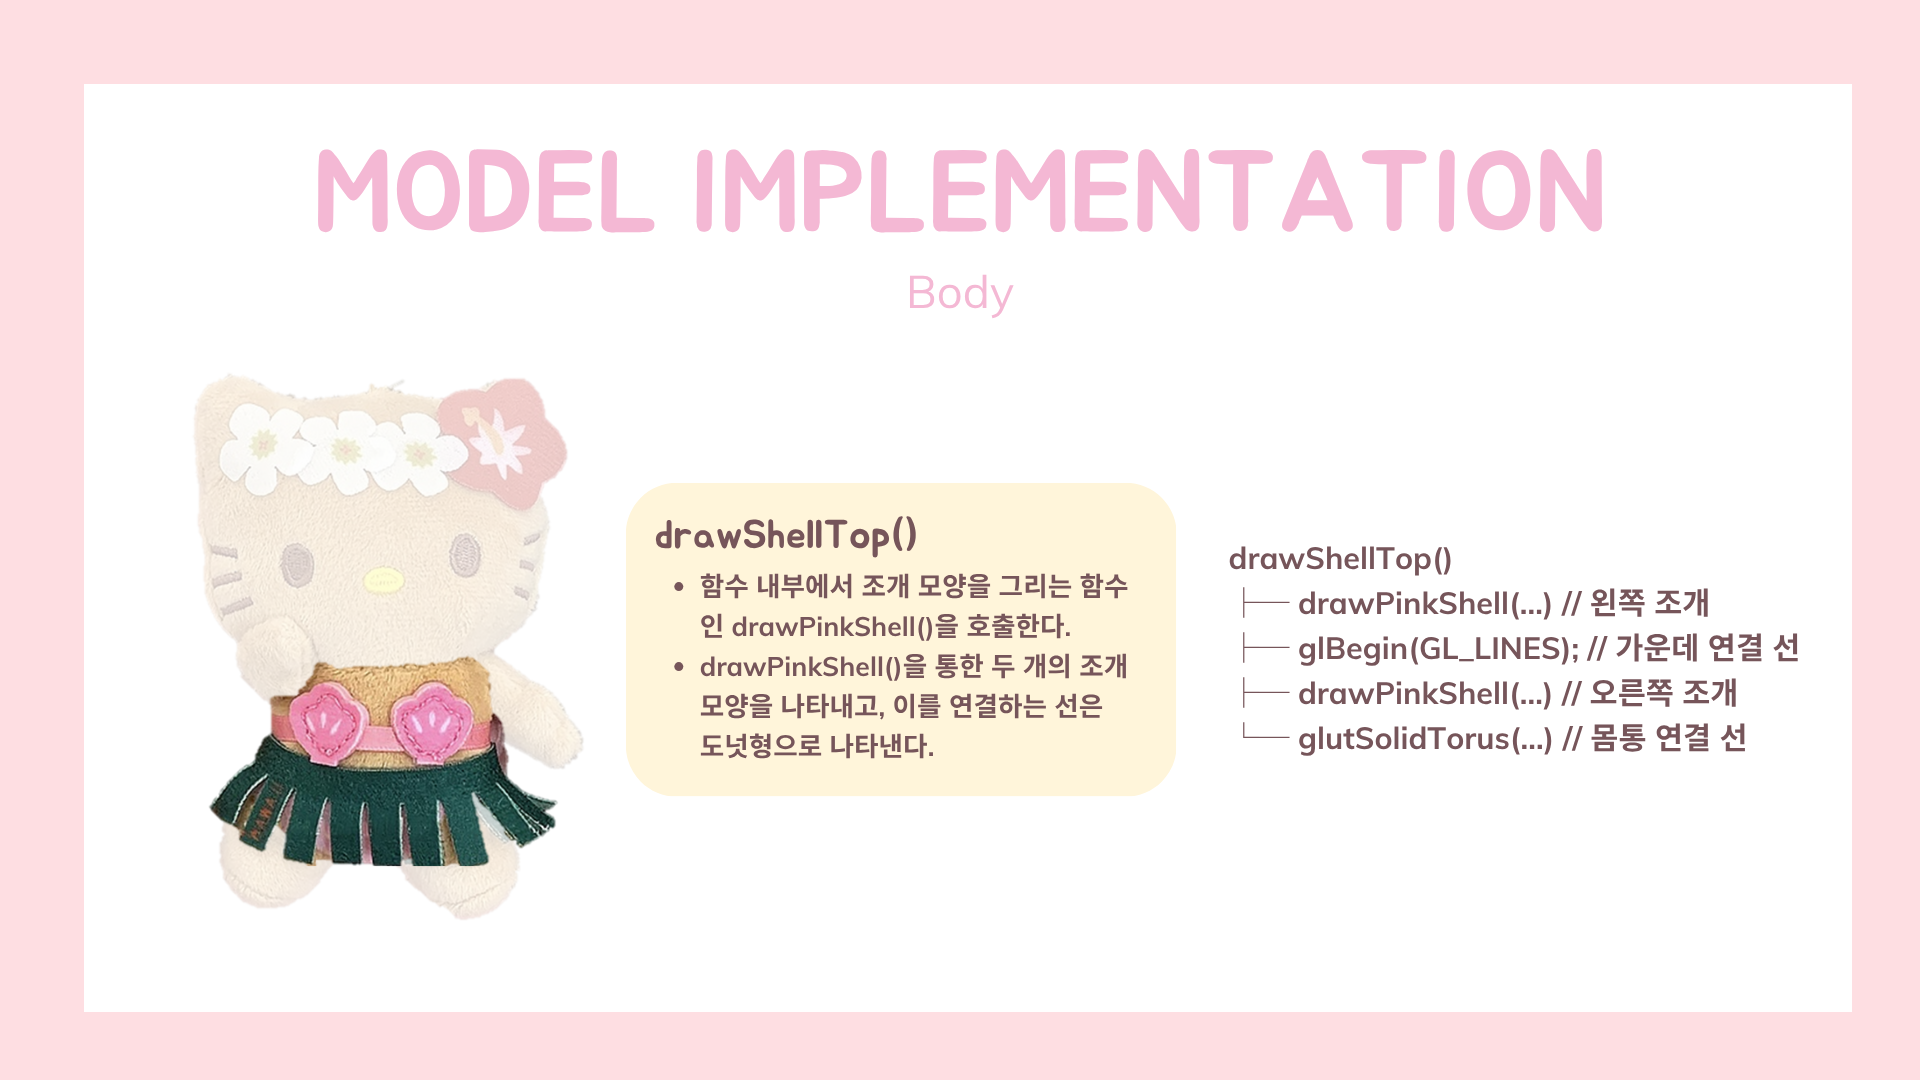 MODEL IMPLEMENTATION
Body
drawShellTop()
• 함수 내부에서 조개 모양을 그리는 함수
인 drawPinkShell()을 호출한다.
• drawPinkShell()을 통한 두 개의 조개
모양을 나타내고, 이를 연결하는 선은
도넛형으로 나타낸다.
drawShellTop()
├── drawPinkShell(...) // 왼쪽 조개
├── glBegin(GL_LINES); // 가운데 연결 선
├── drawPinkShell(...) // 오른쪽 조개
└── glutSolidTorus(...) // 몸통 연결 선